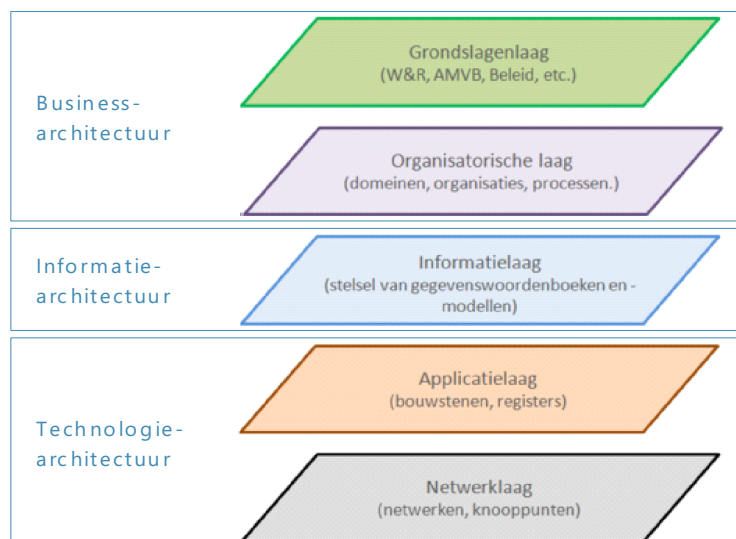 Business-
architectuur
Grondslagenlaag
(W&R, AMVB, Beleid, etc.)
Organisatorische laag
(domeinen, organisaties, processen.)
Informatie-
architectuur
Informatielaag
(stelsel van gegevenswoordenboeken en -
modellen)
Technologie-
architectuur
Applicatielaag
(bouwstenen, registers)
Netwerklaag
(netwerken, knooppunten)